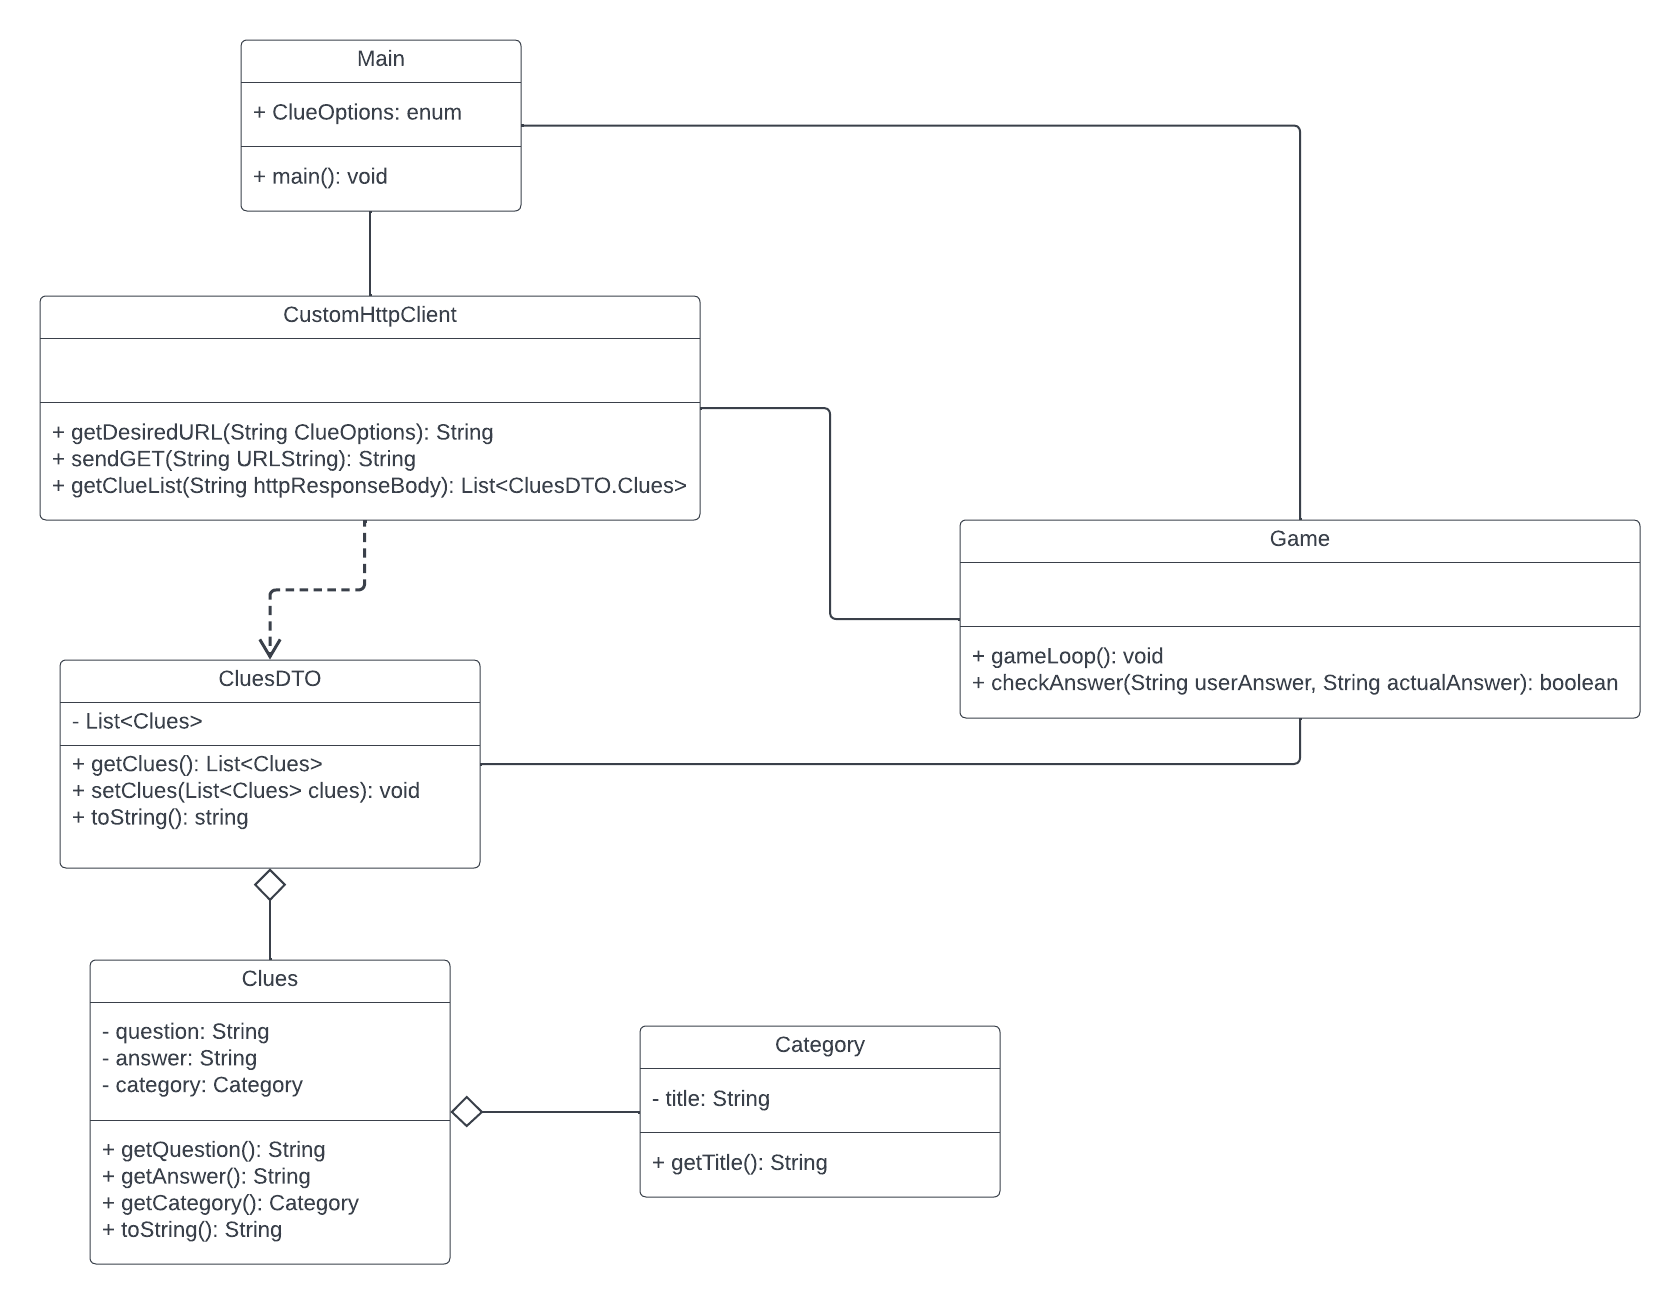 Main
+ ClueOptions: enum
+ main(): void
CustomHttpClient
+ getDesiredURL(String ClueOptions): String
+ sendGET(String URLString): String
+ getClueList(String httpResponseBody): List<CluesDTO.Clues>
Game
+ gameLoop(): void
+ checkAnswer(String userAnswer, String actualAnswer): boolean
CluesDTO
- List<Clues>
+ getClues(): List<Clues>
+ setClues(List<Clues> clues): void
+ toString(): string
Clues
- question: String
- answer: String
- category: Category
+ getQuestion(): String
+ getAnswer(): String
+ getCategory(): Category
+ toString(): String
Category
- title: String
+ getTitle(): String